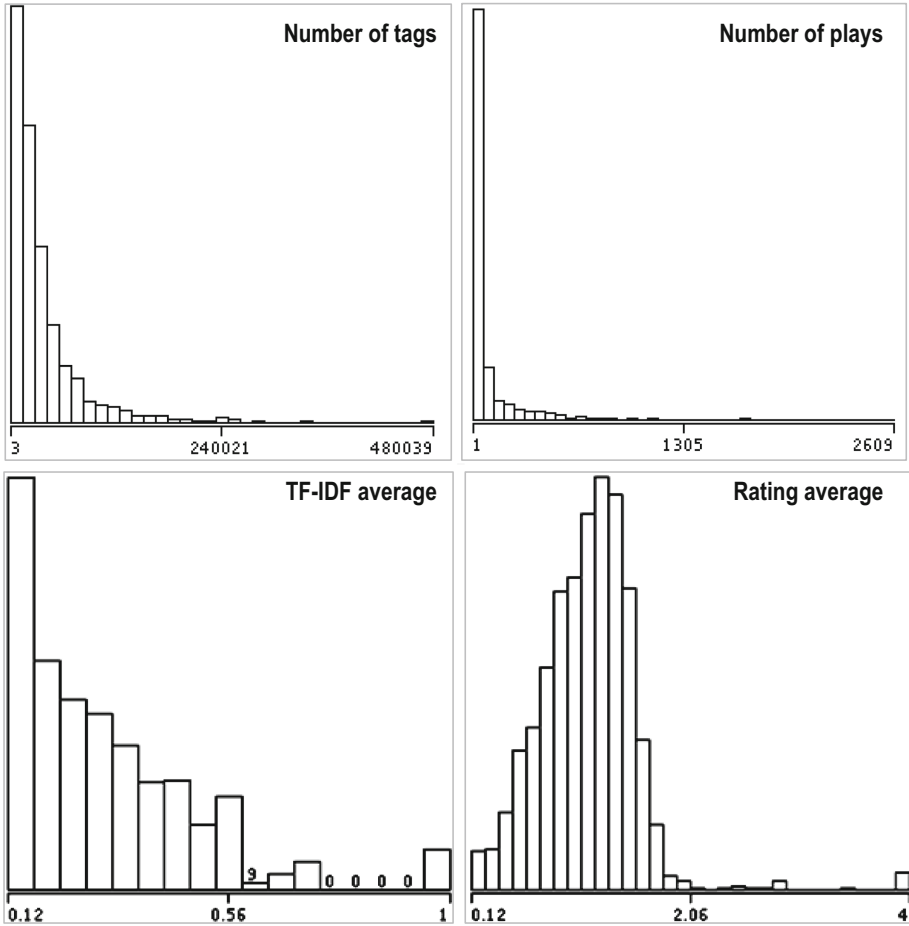 Number of tags
3 240021 480039
Number of plays
1 1305 2609
TF-IDF average
9 0 0 0 0
0.12 0.56 1
Rating average
0.12 2.06 4